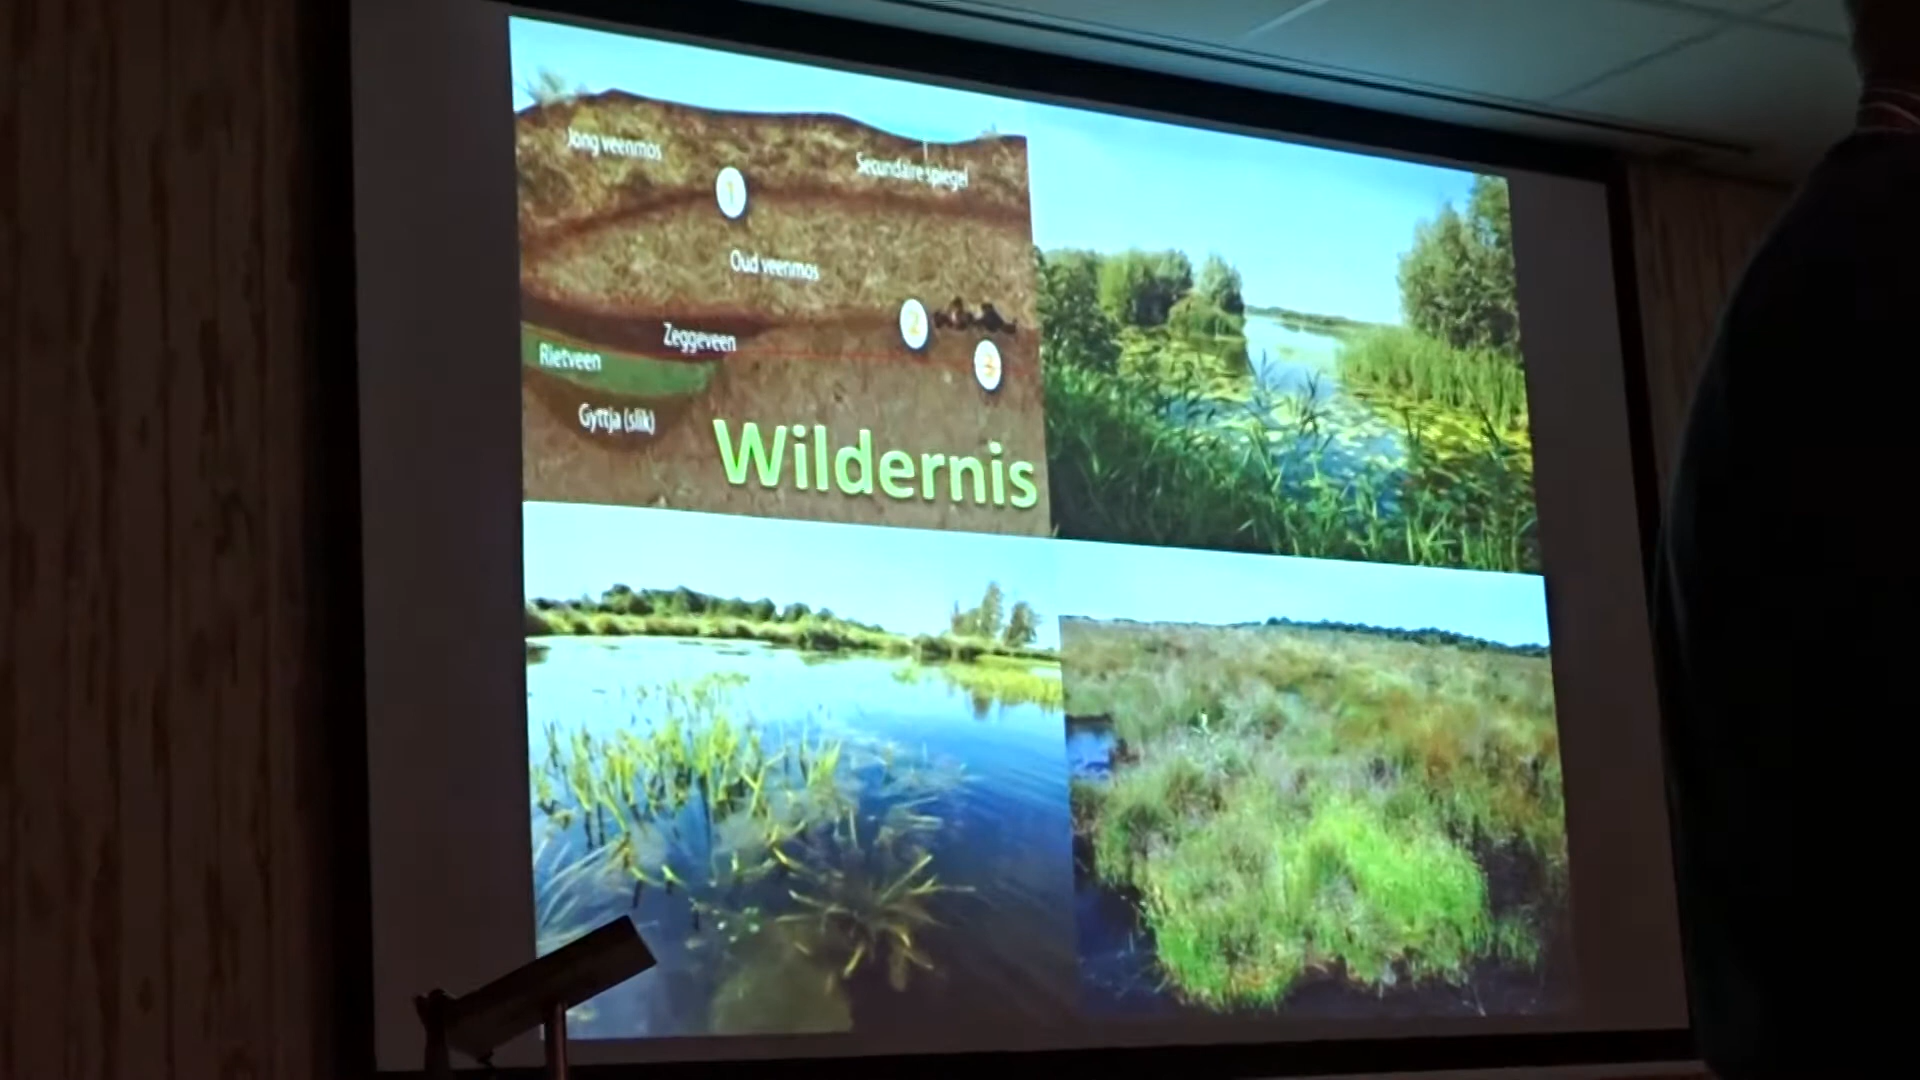 Jong veenmos
Secundaire spiegel
1
Oud veenmos
2
Zeggeveen
Rietveen
3
Gyttja (slik)
Wildernis